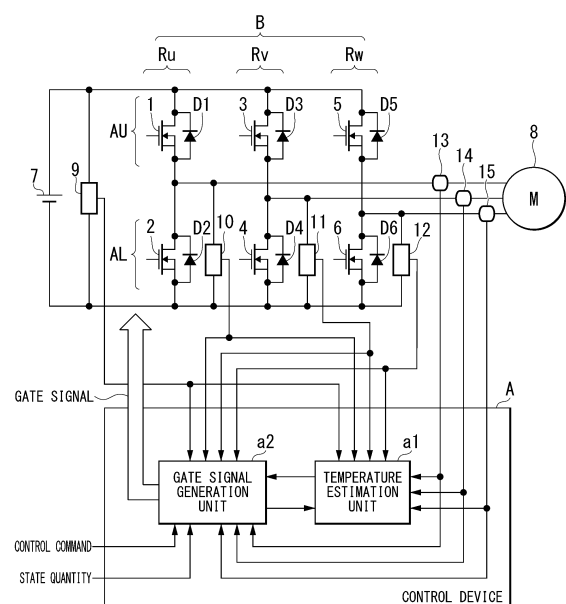 B
Ru Rv Rw
1 D1 3 D3 5 D5
AU
13
14
8
15
7
9
M
2 D2 10 4 D4 11 6 D6 12
AL
GATE SIGNAL
A
a2 a1
GATE SIGNAL
GENERATION
UNIT
TEMPERATURE
ESTIMATION
UNIT
CONTROL COMMAND
STATE QUANTITY
CONTROL DEVICE